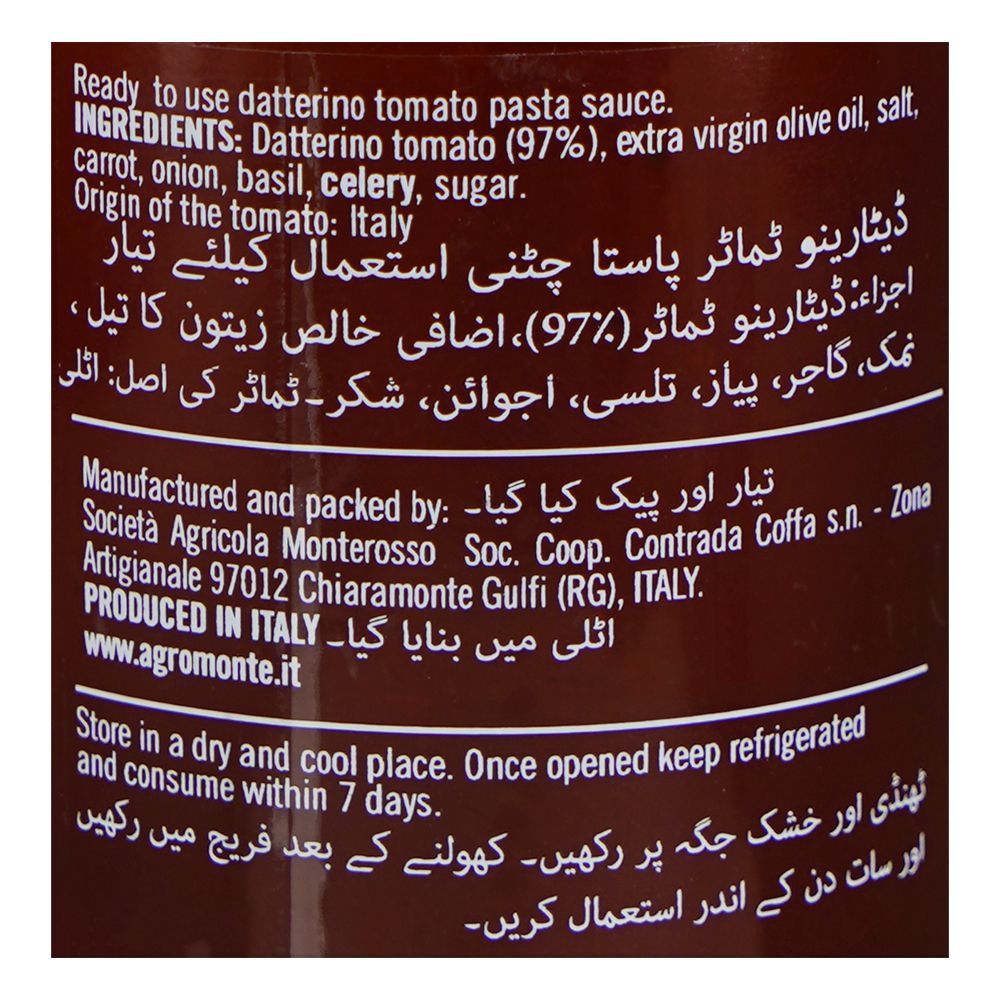 Ready to use datterino tomato pasta sauce.
INGREDIENTS: Datterino tomato (97%), extra virgin olive oil, salt,
carrot, onion, basil, celery, sugar.
Origin of the tomato: Italy
ڈیٹارینو ٹماٹر پاستا چٹنی استعمال کیلئے تیار
اجزاء: ڈیٹارینو ٹماٹر (97%)، اضافی خالص زیتون کا تیل،
نمک، گاجر، پیاز، تلسی، اجوائن، شکر۔ ٹماٹر کی اصل: اٹلی
Manufactured and packed by: تیار اور پیک کیا گیا۔
Società Agricola Monterosso Soc. Coop. Contrada Coffa s.n. - Zona
Artigianale 97012 Chiaramonte Gulfi (RG), ITALY.
PRODUCED IN ITALY اٹلی میں بنایا گیا۔
www.agromonte.it
Store in a dry and cool place. Once opened keep refrigerated
and consume within 7 days.
ٹھنڈی اور خشک جگہ پر رکھیں۔ کھولنے کے بعد فریج میں رکھیں
اور سات دن کے اندر استعمال کریں۔